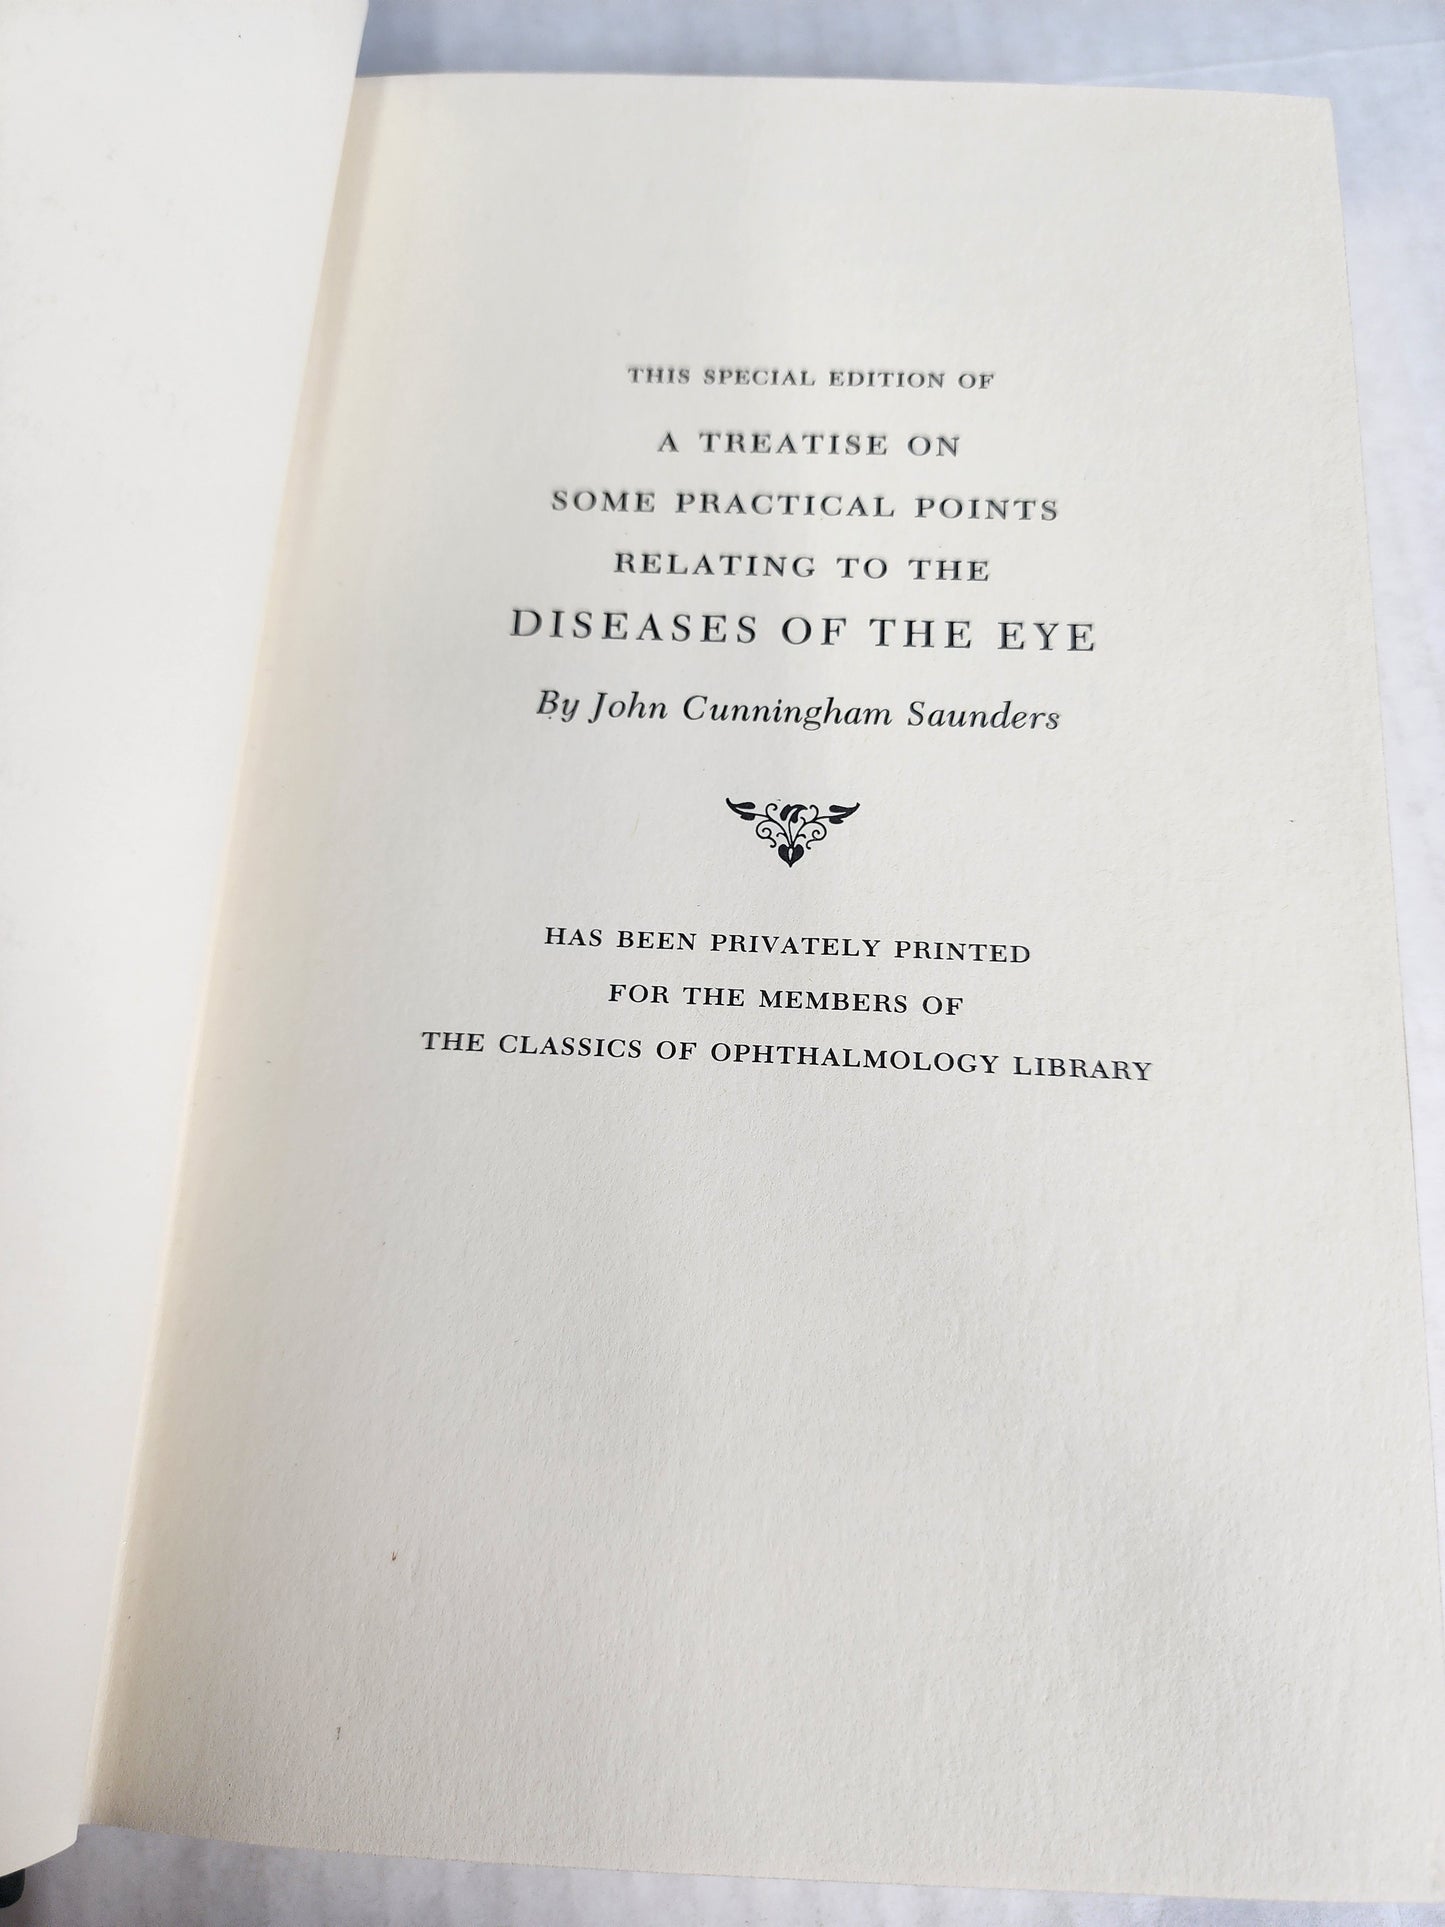 THIS SPECIAL EDITION OF
A TREATISE ON
SOME PRACTICAL POINTS
RELATING TO THE
DISEASES OF THE EYE
By John Cunningham Saunders
HAS BEEN PRIVATELY PRINTED
FOR THE MEMBERS OF
THE CLASSICS OF OPHTHALMOLOGY LIBRARY